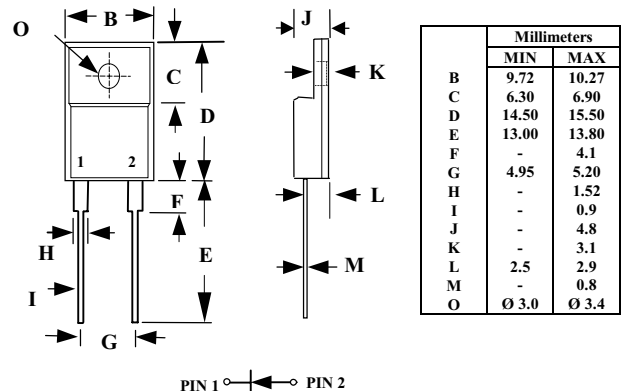 O
B
C
D
1 2
F
H
E
I
G
J
K
L
M
PIN 1 PIN 2
Millimeters
MIN MAX
B 9.72 10.27
C 6.30 6.90
D 14.50 15.50
E 13.00 13.80
F - 4.1
G 4.95 5.20
H - 1.52
I - 0.9
J - 4.8
K - 3.1
L 2.5 2.9
M - 0.8
O Ø 3.0 Ø 3.4